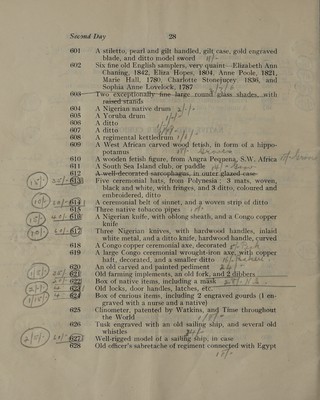 Second Day 28
601 A stiletto, pearl and gilt handled, gilt case, gold engraved
blade, and ditto model sword
602 Six fine old English samplers, very quaint—Elizabeth Ann
Chaning, 1842, Eliza Hopes, 1804, Anne Poole, 1821,
Marie Hall, 1780, Charlotte Stonejupey, 1836, and
Sophia Anne Lovelock, 1787
603 Two exceptionally fine large round glass shades, with
raised stands
604 A Nigerian native drum
605 A Yoruba drum
606 A ditto
607 A ditto
608 A regimental kettledrum
609 A West African carved wood fetish, in form of a hippo-
potamus
610 A wooden fetish figure, from Angra Pequena, S.W. Africa
611 A South Sea Island club, or paddle
612 A well-decorated sarcophagus, in outer glazed case
613 Five ceremonial hats, from Polynesia : 3 mats, woven,
black and white, with fringes, and 3 ditto, coloured and
embroidered, ditto
614 A ceremonial belt of sinnet, and a woven strip of ditto
615 Three native tobacco pipes
616 A Nigerian knife, with oblong sheath, and a Congo copper
knife
617 Three Nigerian knives, with hardwood handles, inlaid
white metal, and a ditto knife, hardwood handle, curved
618 A Congo copper ceremonial axe, decorated
619 A large Congo ceremonial wrought-iron axe, with copper
haft, decorated, and a smaller ditto
620 An old carved and painted pediment
621 Old farming implements, an old fork, and 2 dibbers
622 Box of native items, including a mask
623 Old locks, door handles, latches, etc.
624 Box of curious items, including 2 engraved gourds (1 en-
graved with a nurse and a native)
625 Clinometer, patented by Watkins, and Time throughout
the World
626 Tusk engraved with an old sailing ship, and several old
whistles
627 Well-rigged model of a sailing ship, in case
628 Old officer's sabretache of regiment connected with Egypt